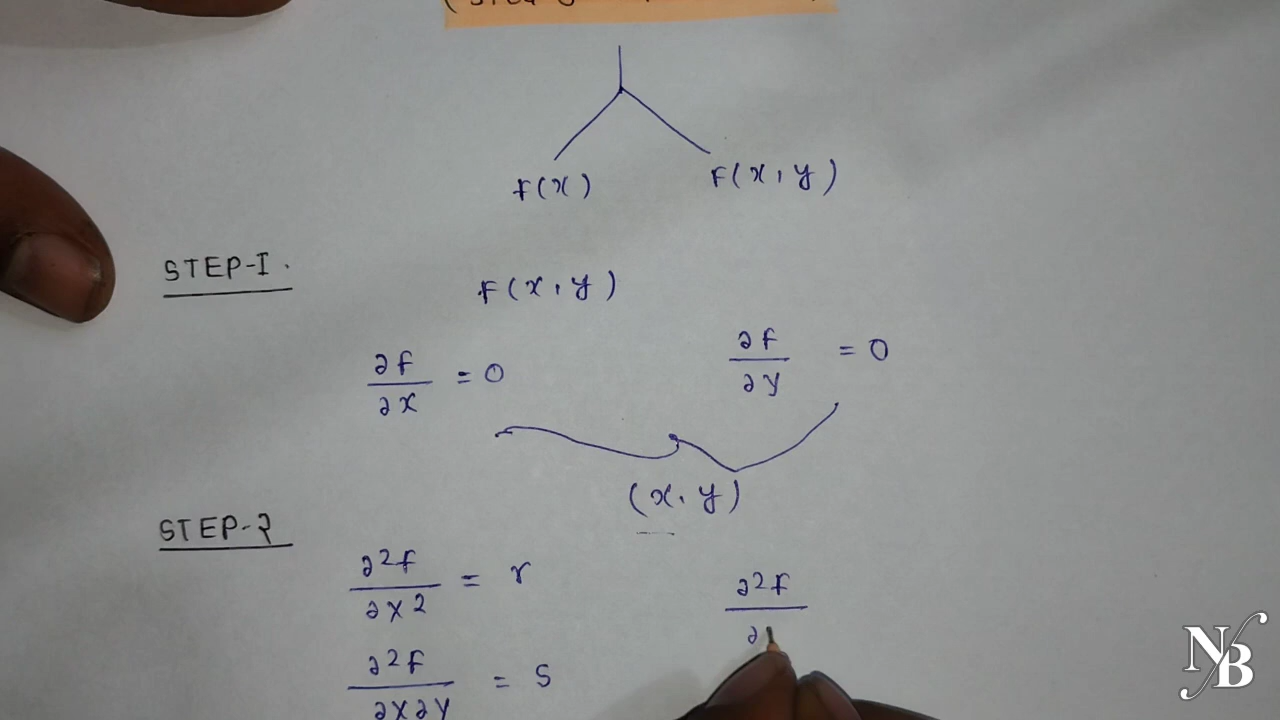 F(x) F(x, y)
STEP-I.
F(x, y)
∂F/∂x = 0 ∂F/∂y = 0
(x, y)
STEP-2
∂²F/∂x² = r ∂²F/∂
∂²F/∂x∂y = S
NB